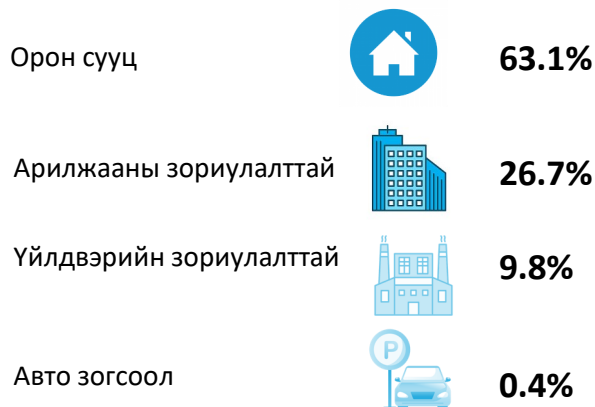 Орон сууц 63.1%
Арилжааны зориулалттай 26.7%
Үйлдвэрийн зориулалттай 9.8%
P
Авто зогсоол 0.4%